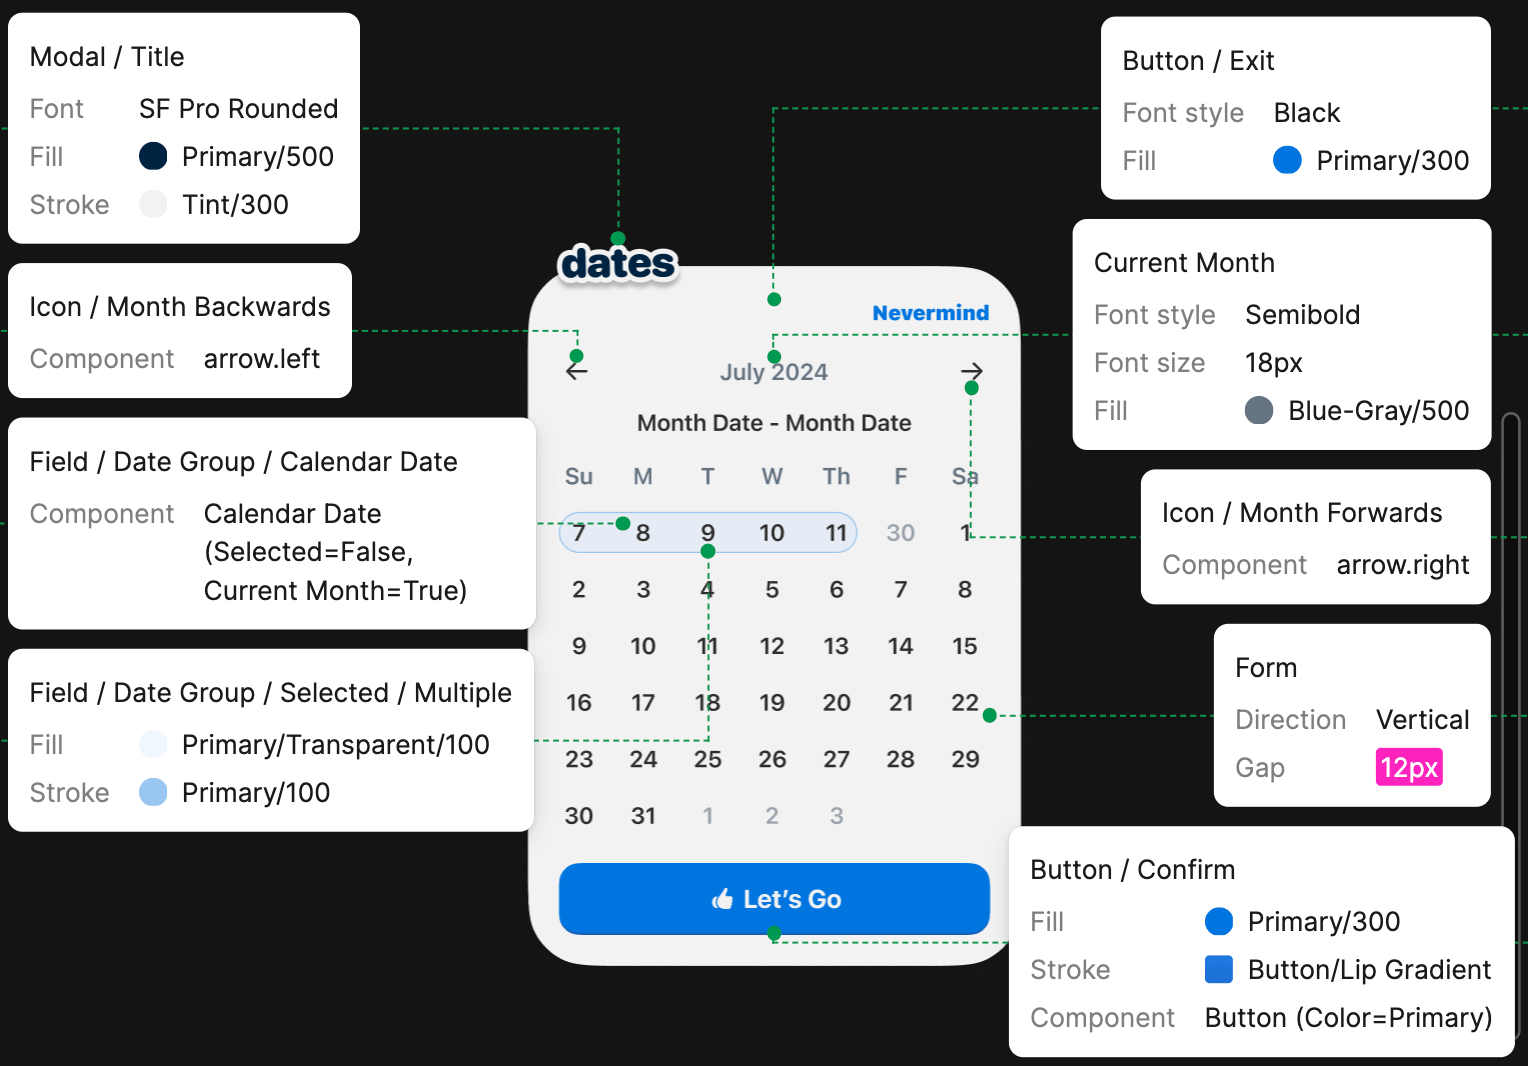 Modal / Title
Font SF Pro Rounded
Fill Primary/500
Stroke Tint/300
Icon / Month Backwards
Component arrow.left
Field / Date Group / Calendar Date
Component Calendar Date
(Selected=False,
Current Month=True)
Field / Date Group / Selected / Multiple
Fill Primary/Transparent/100
Stroke Primary/100
dates
Nevermind
July 2024
Month Date - Month Date
Su M T W Th F Sa
7 8 9 10 11 30 1
2 3 4 5 6 7 8
9 10 11 12 13 14 15
16 17 18 19 20 21 22
23 24 25 26 27 28 29
30 31 1 2 3
Let’s Go
Button / Exit
Font style Black
Fill Primary/300
Current Month
Font style Semibold
Font size 18px
Fill Blue-Gray/500
Icon / Month Forwards
Component arrow.right
Form
Direction Vertical
Gap 12px
Button / Confirm
Fill Primary/300
Stroke Button/Lip Gradient
Component Button (Color=Primary)